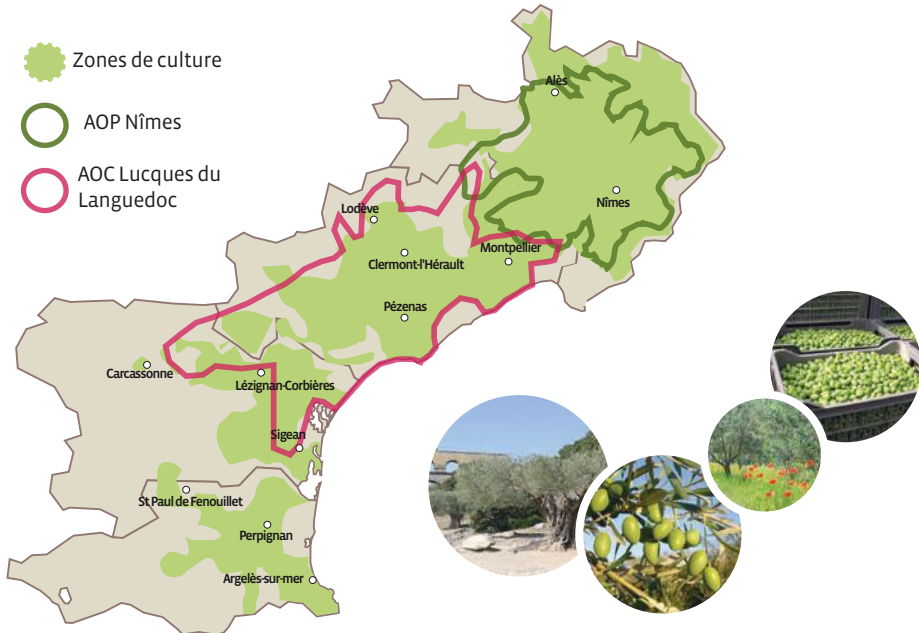 Zones de culture
AOP Nîmes
AOC Lucques du
Languedoc
Alès
Nîmes
Lodève
Montpellier
Clermont-l'Hérault
Pézenas
Carcassonne
Lézignan-Corbières
Sigean
St Paul de Fenouillet
Perpignan
Argelès-sur-mer